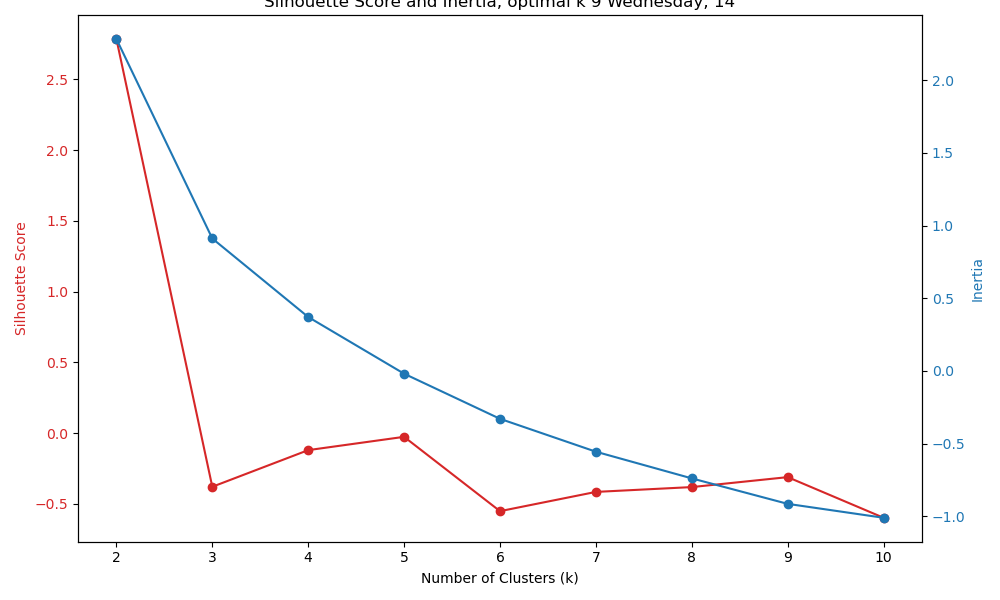 Silhouette Score and Inertia, optimal k 9 Wednesday, 14
2.5
2.0
1.5
1.0
0.5
0.0
−0.5
Silhouette Score
2.0
1.5
1.0
0.5
0.0
−0.5
−1.0
Inertia
2 3 4 5 6 7 8 9 10
Number of Clusters (k)